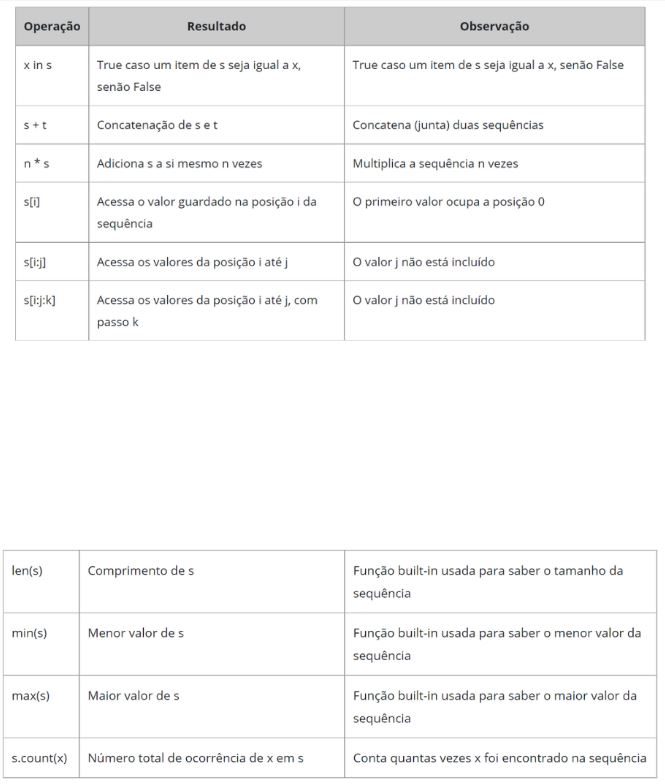 Operação Resultado Observação
x in s True caso um item de s seja igual a x, True caso um item de s seja igual a x, senão False
senão False
s + t Concatenação de s e t Concatena (junta) duas sequências
n * s Adiciona s a si mesmo n vezes Multiplica a sequência n vezes
s[i] Acessa o valor guardado na posição i da O primeiro valor ocupa a posição 0
sequência
s[i:j] Acessa os valores da posição i até j O valor j não está incluído
s[i:j:k] Acessa os valores da posição i até j, com O valor j não está incluído
passo k
len(s) Comprimento de s Função built-in usada para saber o tamanho da
sequência
min(s) Menor valor de s Função built-in usada para saber o menor valor da
sequência
max(s) Maior valor de s Função built-in usada para saber o maior valor da
sequência
s.count(x) Número total de ocorrência de x em s Conta quantas vezes x foi encontrado na sequência